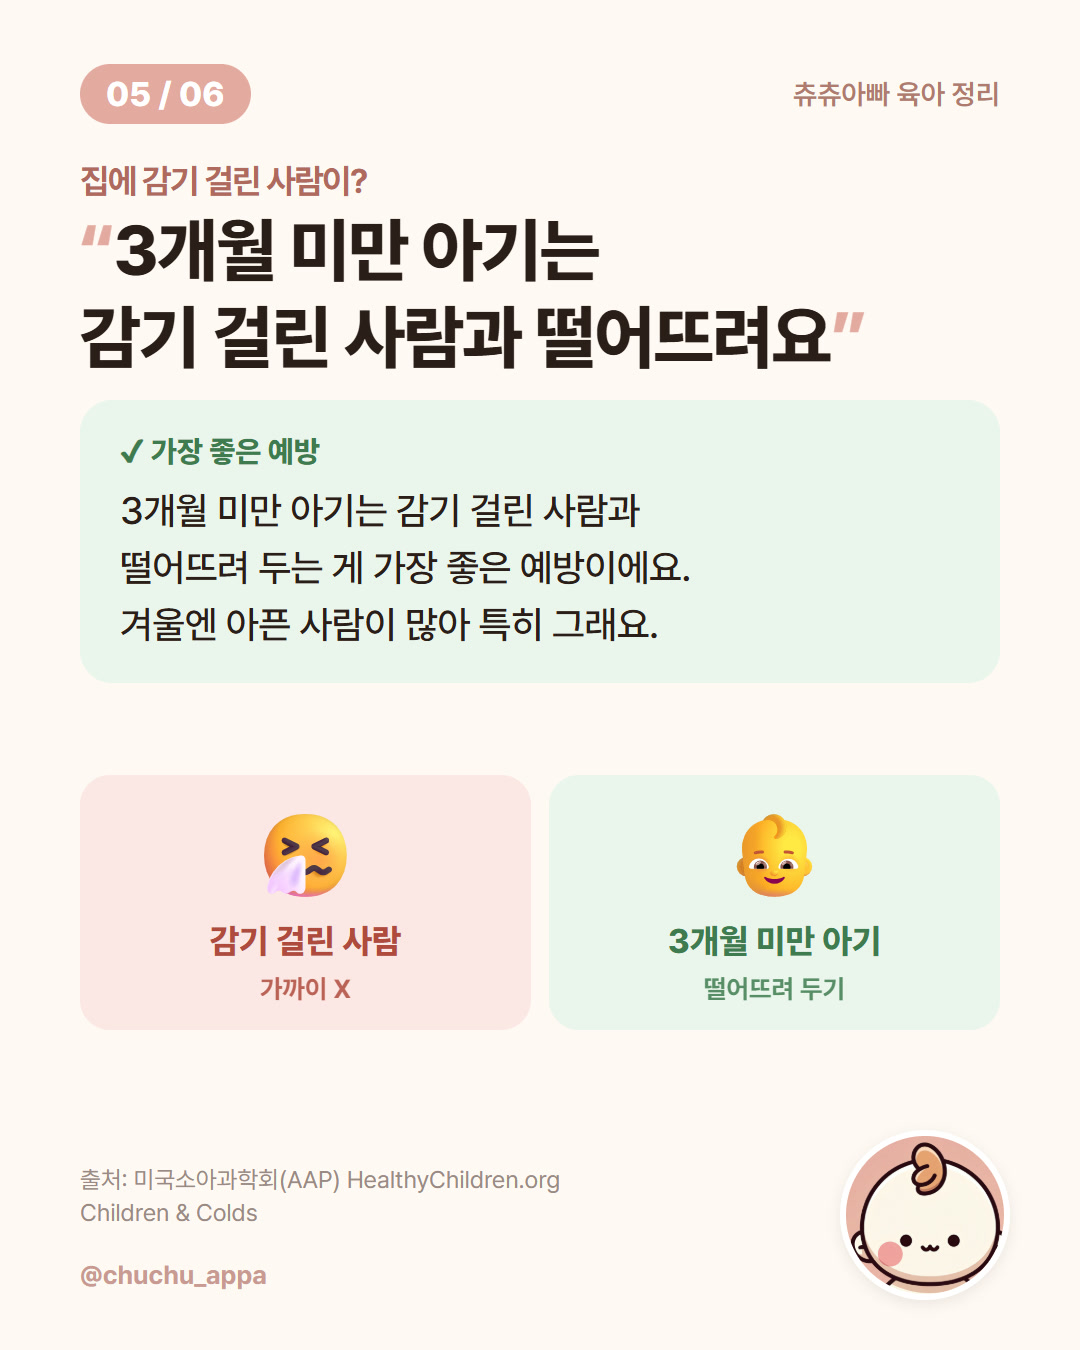 05 / 06
츄츄아빠 육아 정리
집에 감기 걸린 사람이?
“3개월 미만 아기는
감기 걸린 사람과 떨어뜨려요”
✓ 가장 좋은 예방
3개월 미만 아기는 감기 걸린 사람과
떨어뜨려 두는 게 가장 좋은 예방이에요.
겨울엔 아픈 사람이 많아 특히 그래요.
감기 걸린 사람
가까이 X
3개월 미만 아기
떨어뜨려 두기
출처: 미국소아과학회(AAP) HealthyChildren.org
Children & Colds
@chuchu_appa